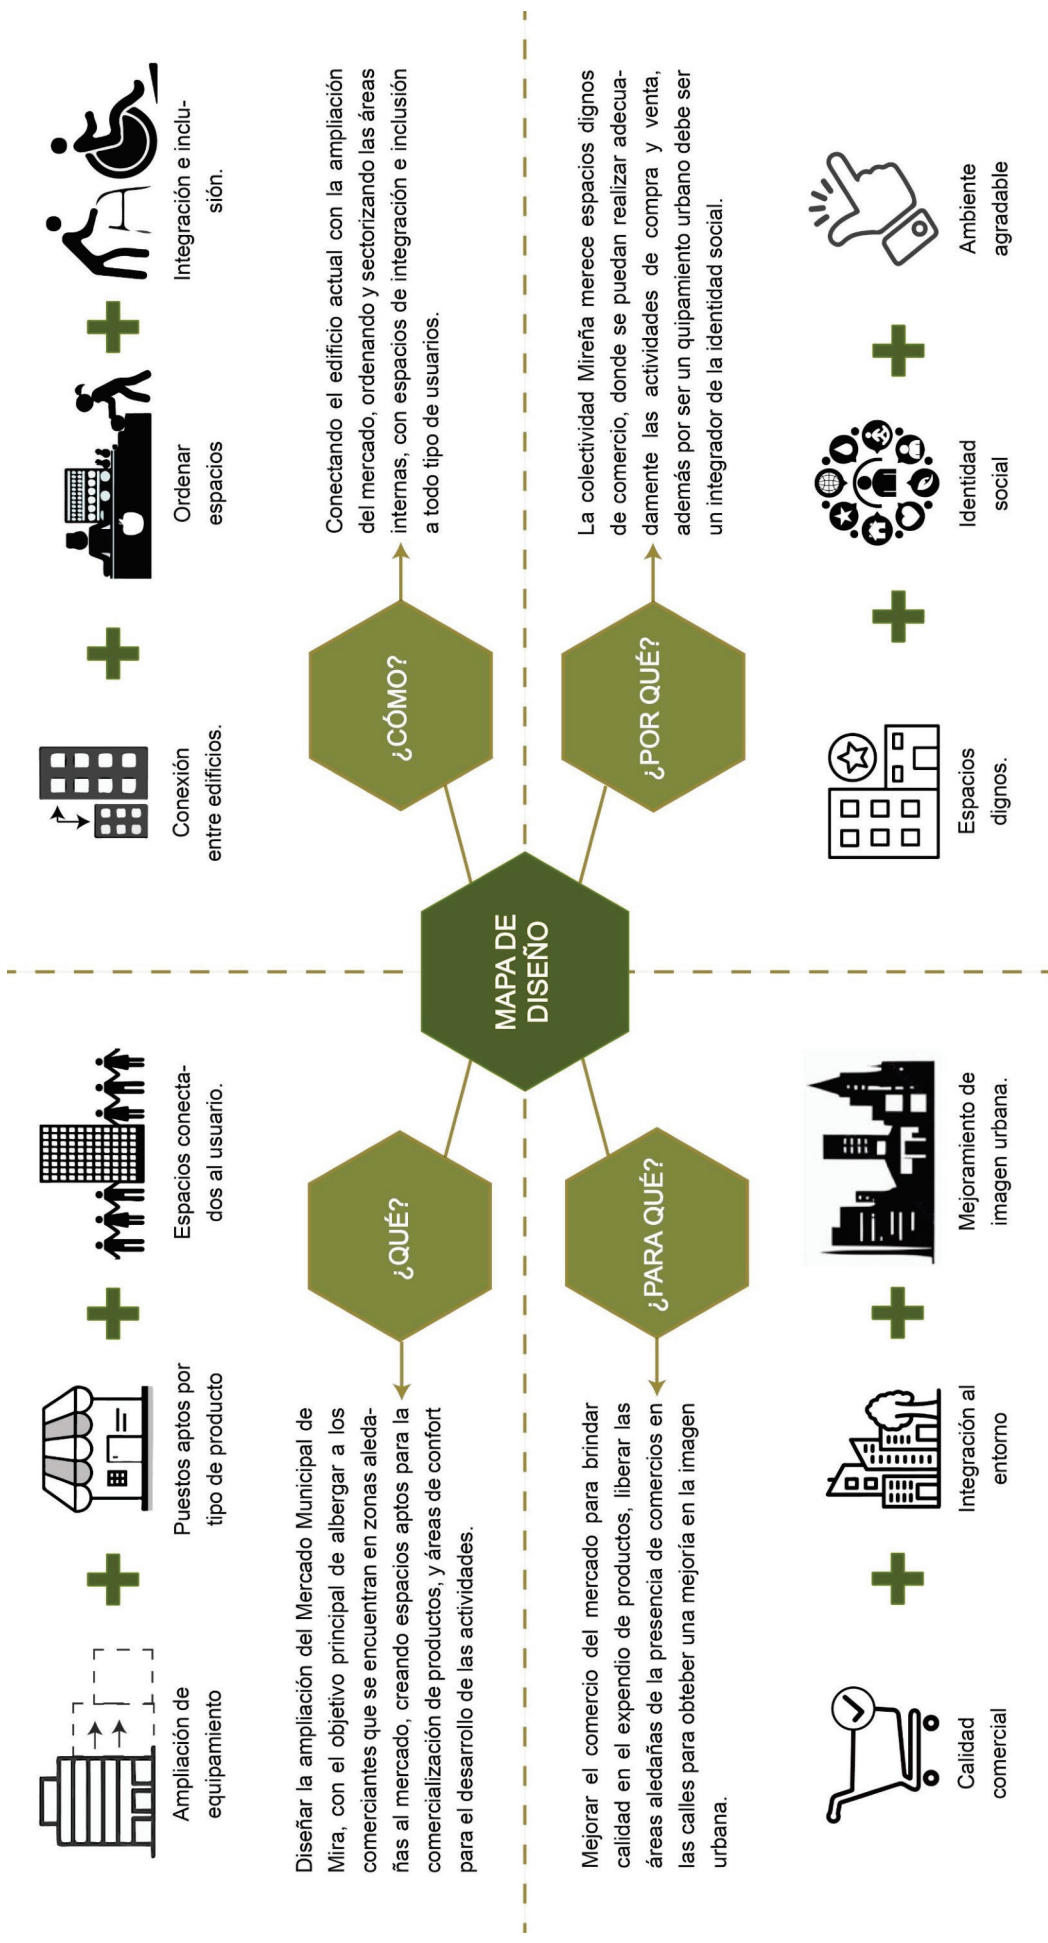 Ampliación de
equipamiento
Puestos aptos por
tipo de producto
Espacios conecta-
dos al usuario.
Conexión
entre edificios.
Ordenar
espacios
Integración e inclu-
sión.
Diseñar la ampliación del Mercado Municipal de
Mira, con el objetivo principal de albergar a los
comerciantes que se encuentran en zonas aleda-
ñas al mercado, creando espacios aptos para la
comercialización de productos, y áreas de confort
para el desarrollo de las actividades.
¿QUÉ?
¿CÓMO?
Conectando el edificio actual con la ampliación
del mercado, ordenando y sectorizando las áreas
internas, con espacios de integración e inclusión
a todo tipo de usuarios.
MAPA DE
DISEÑO
Mejorar el comercio del mercado para brindar
calidad en el expendio de productos, liberar las
áreas aledañas de la presencia de comercios en
las calles para obteber una mejoría en la imagen
urbana.
¿PARA QUÉ?
¿POR QUÉ?
La colectividad Mireña merece espacios dignos
de comercio, donde se puedan realizar adecua-
damente las actividades de compra y venta,
además por ser un quipamiento urbano debe ser
un integrador de la identidad social.
Calidad
comercial
Integración al
entorno
Mejoramiento de
imagen urbana.
Espacios
dignos.
Identidad
social
Ambiente
agradable